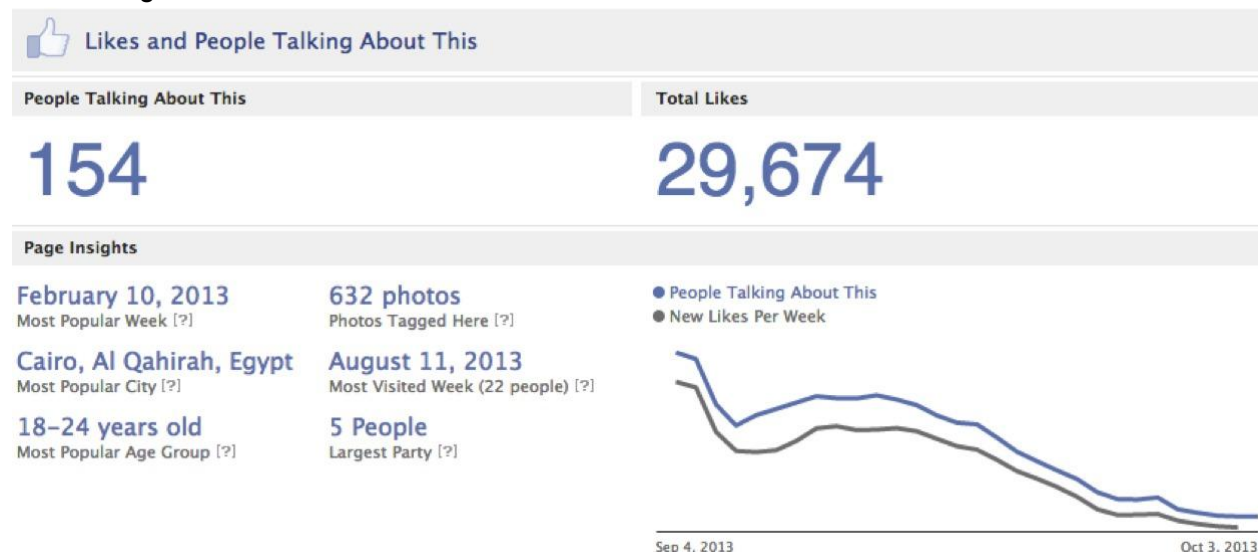 Likes and People Talking About This
People Talking About This
154
Total Likes
29,674
Page Insights
February 10, 2013
Most Popular Week [?]
632 photos
Photos Tagged Here [?]
Cairo, Al Qahirah, Egypt
Most Popular City [?]
August 11, 2013
Most Visited Week (22 people) [?]
18–24 years old
Most Popular Age Group [?]
5 People
Largest Party [?]
People Talking About This
New Likes Per Week
Sep 4, 2013
Oct 3, 2013